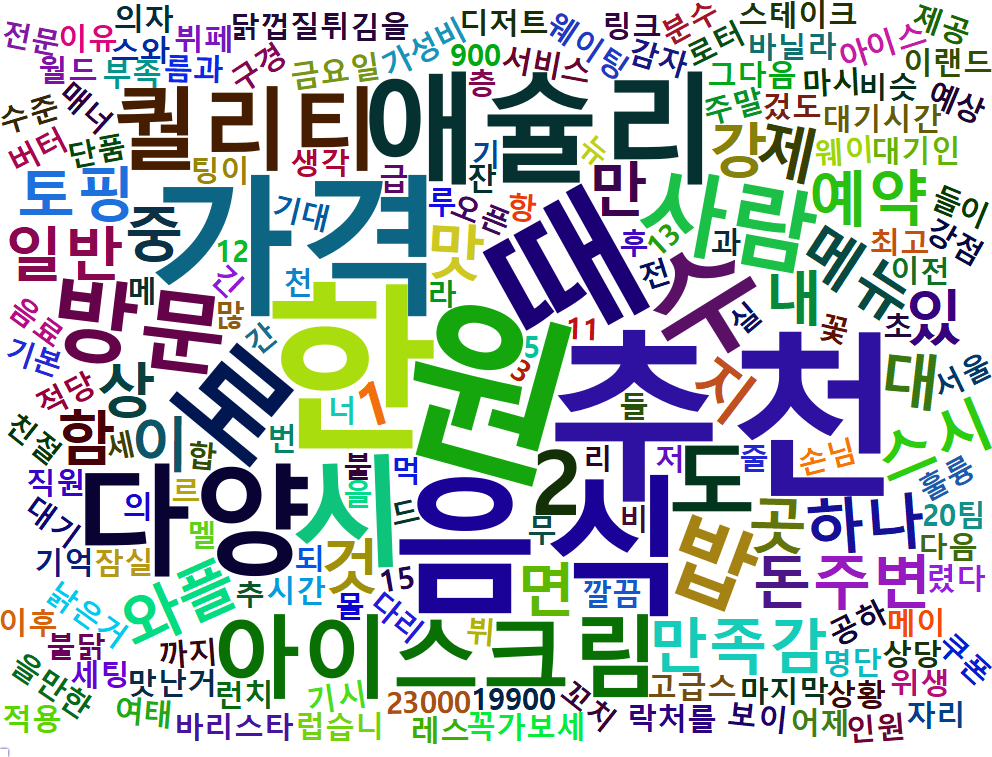 전문
이유
의자
뷔페
닭껍질튀김을
가성비
디저트
웨이팅
링크
분수
스테이크
제공
월드
부촉
스와
름과
구경
금요일
900
서비스
감자
로터
바닐라
아이스
이랜드
수준
매너
층
그다음
마시
비슷
예상
버터
단품
퀄리티
애슐리
주말
겄도
대기시간
팅이
생각
급
기
잔
수
강
제
웨이
대기인
토핑
기대
루
오픈
항
만
사람
예약
들이
강점
일반
중
가격
맛
때
후
13
과
메뉴
최고
이전
12
긴
천
라
전
수
내
있
메
많
실
꽃
초
음료
방문
간
한
원
5
11
3
추천
지
대
서울
기본
적당
상
몸
1
너
들
스시
친절
함
세
이
합
번
불
먹
2
리
도
저
줄
손님
훌륭
직원
의
르
다양
시
을
드
음식
무
비
밥
곳
하나
20팀
대기
멜
것
되
15
다음
기억
잠실
추
시간
몰
다리
면
깔끔
돈
주변
렸다
이후
낡은거
와플
뷔
공하
메이
불닭
까지
아이스크림
만족감
명단
상당
쿠폰
을만한
세팅
맛난거
런치
기시
23000
19900
꼬치
고급스
마지막
상황
위생
적용
여태
바리스타
럽습니
레스
꼭가보세
락처를
보이
어제
인원
자리